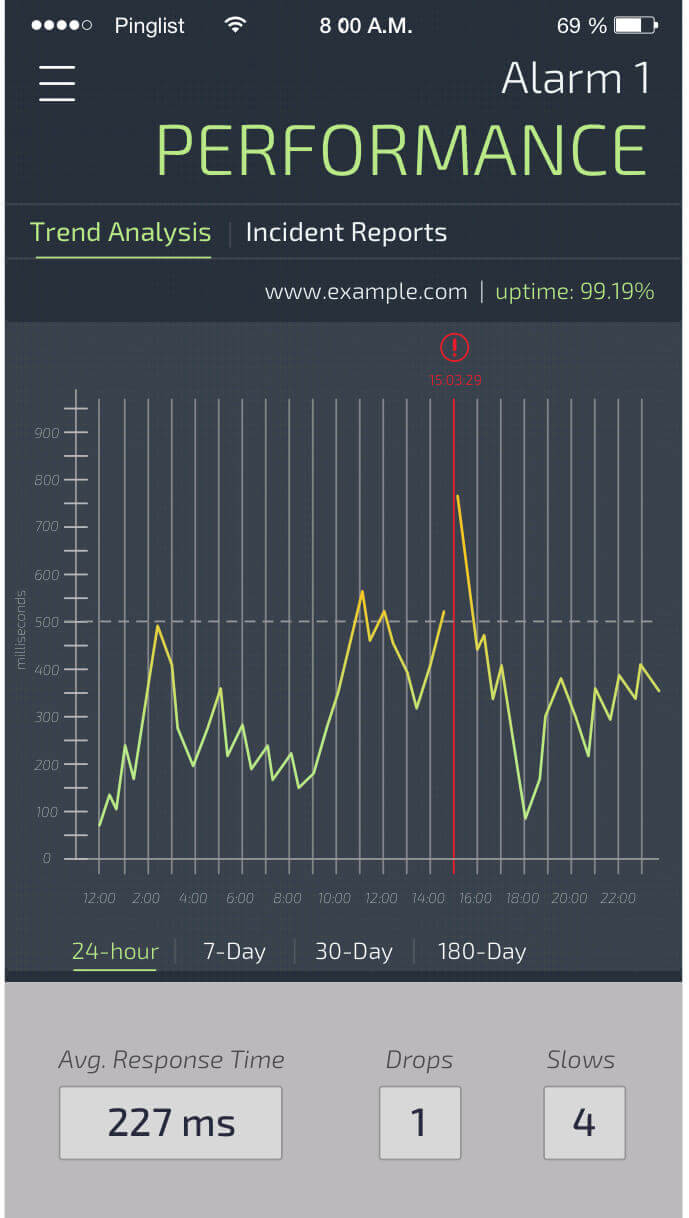 Pinglist 8 00 A.M. 69 %
Alarm 1
PERFORMANCE
Trend Analysis | Incident Reports
www.example.com | uptime: 99.19%
!
15.03.29
900
800
700
600
500
400
300
200
100
0
milliseconds
12:00 2:00 4:00 6:00 8:00 10:00 12:00 14:00 16:00 18:00 20:00 22:00
24-hour | 7-Day | 30-Day | 180-Day
Avg. Response Time Drops Slows
227 ms 1 4